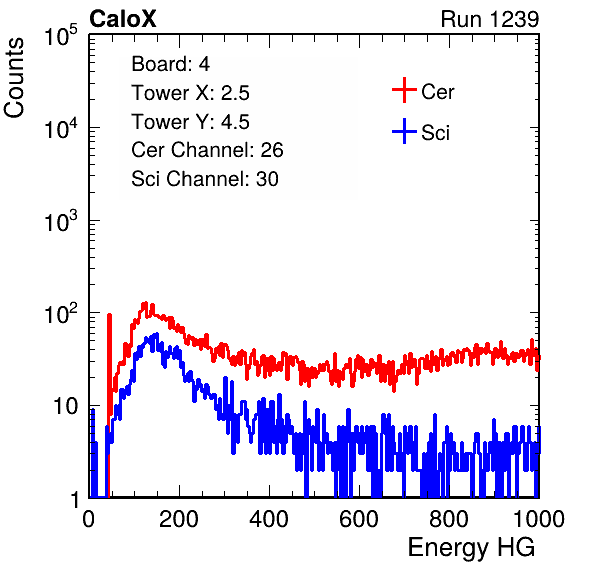 CaloX Run 1239
Counts
10^5
10^4
10^3
10^2
10
1
Board: 4
Tower X: 2.5
Tower Y: 4.5
Cer Channel: 26
Sci Channel: 30
Cer
Sci
0 200 400 600 800 1000
Energy HG